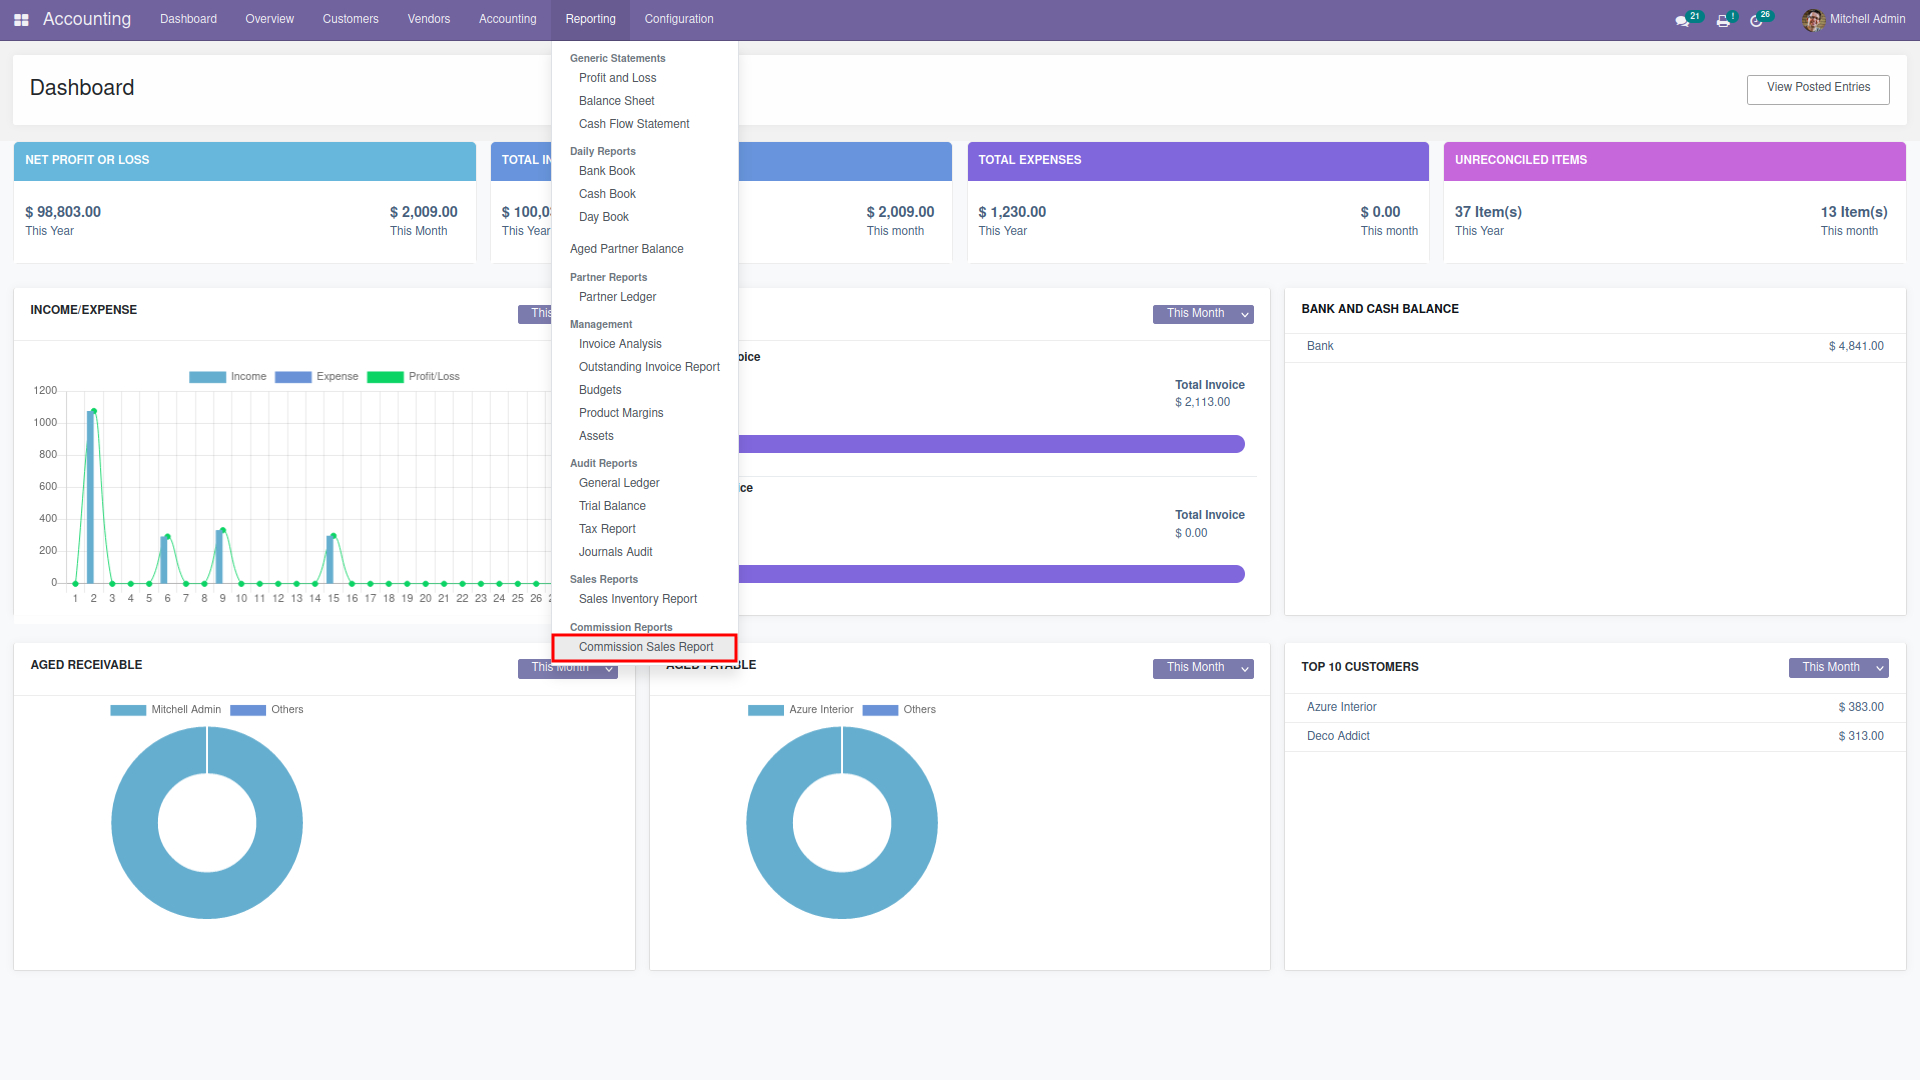 Accounting Dashboard Overview Customers Vendors Accounting Reporting Configuration 21 ! 26 Mitchell Admin
Dashboard
View Posted Entries
Generic Statements
Profit and Loss
Balance Sheet
Cash Flow Statement
Daily Reports
Bank Book
Cash Book
Day Book
Aged Partner Balance
Partner Reports
Partner Ledger
Management
Invoice Analysis
Outstanding Invoice Report
Budgets
Product Margins
Assets
Audit Reports
General Ledger
Trial Balance
Tax Report
Journals Audit
Sales Reports
Sales Inventory Report
Commission Reports
Commission Sales Report
NET PROFIT OR LOSS
$ 98,803.00 $ 2,009.00
This Year This Month
TOTAL
$ 2,009.00
This Year This month
TOTAL EXPENSES
$ 1,230.00 $ 0.00
This Year This month
UNRECONCILED ITEMS
37 Item(s) 13 Item(s)
This Year This month
INCOME/EXPENSE This
Income Expense Profit/Loss
1200
1000
800
600
400
200
0
1 2 3 4 5 6 7 8 9 10 11 12 13 14 15 16 17 18 19 20 21 22 23 24 25 26
This Month
Total Invoice
$ 2,113.00
Total Invoice
$ 0.00
BANK AND CASH BALANCE
Bank $ 4,841.00
AGED RECEIVABLE This Month
Mitchell Admin Others
AGED PAYABLE This Month
Azure Interior Others
TOP 10 CUSTOMERS This Month
Azure Interior $ 383.00
Deco Addict $ 313.00